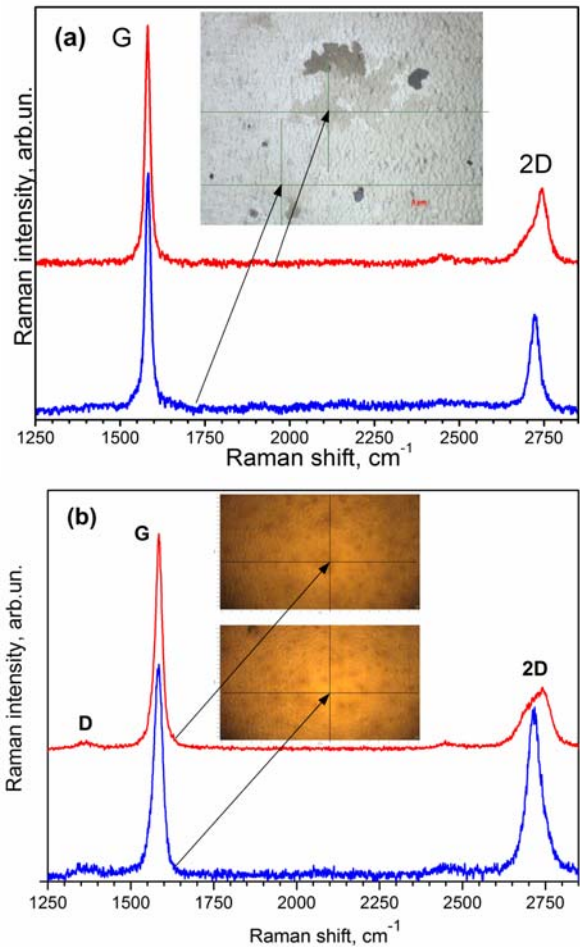 (a)
G
2D
Raman intensity, arb.un.
1250 1500 1750 2000 2250 2500 2750
Raman shift, cm-1
(b)
G
D
2D
Raman intensity, arb.un.
1250 1500 1750 2000 2250 2500 2750
Raman shift, cm-1